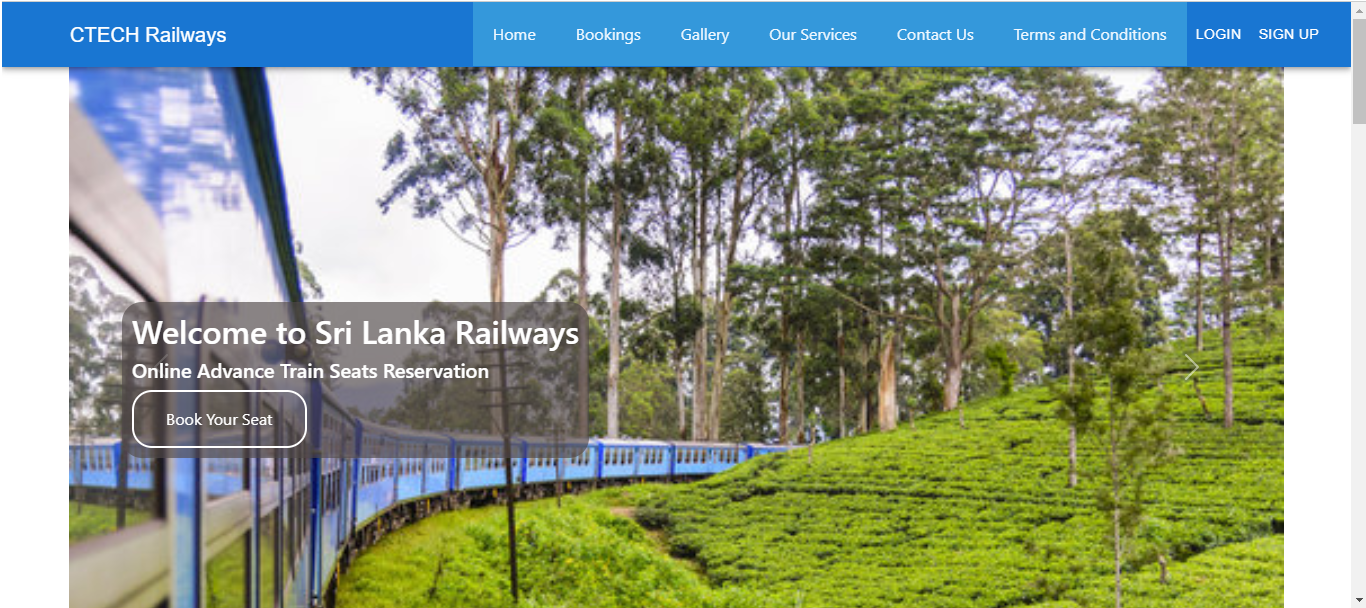 CTECH Railways
Home Bookings Gallery Our Services Contact Us Terms and Conditions LOGIN SIGN UP
Welcome to Sri Lanka Railways
Online Advance Train Seats Reservation
Book Your Seat